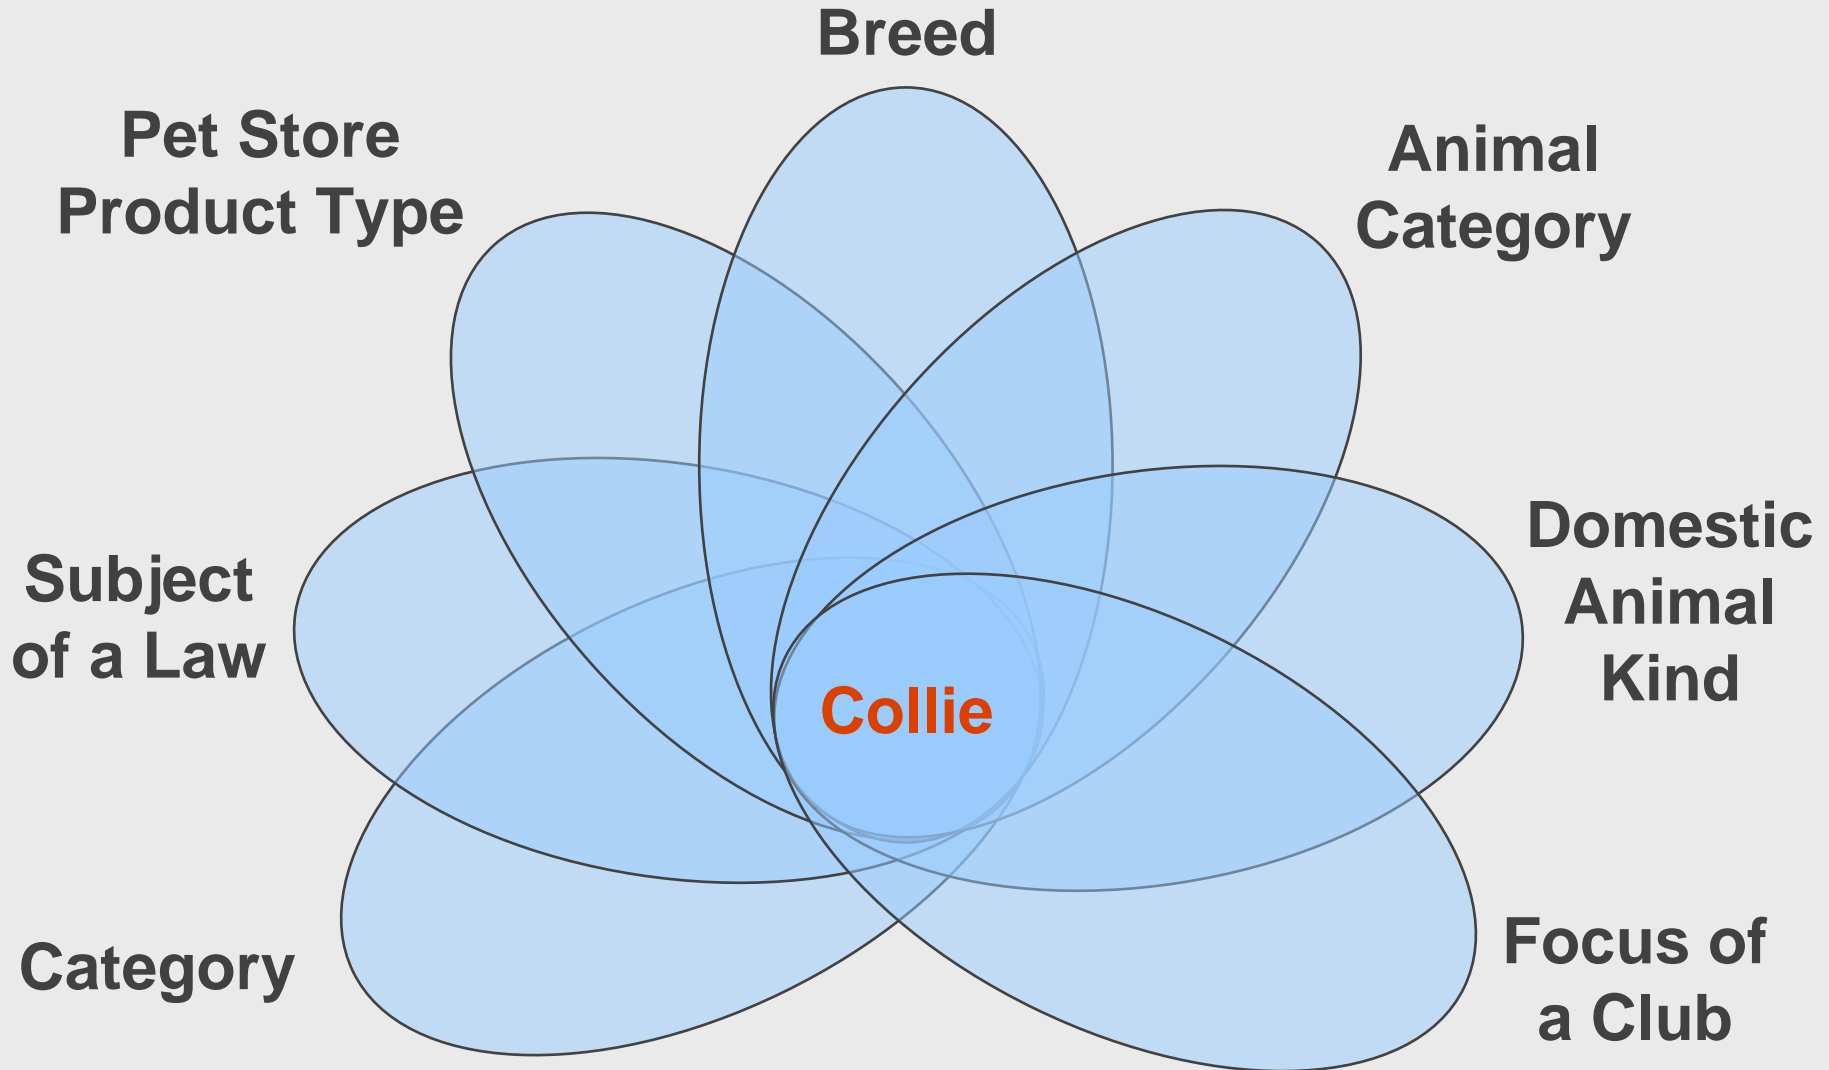 Breed
Pet Store
Product Type
Animal
Category
Subject
of a Law
Domestic
Animal
Kind
Collie
Category
Focus of
a Club